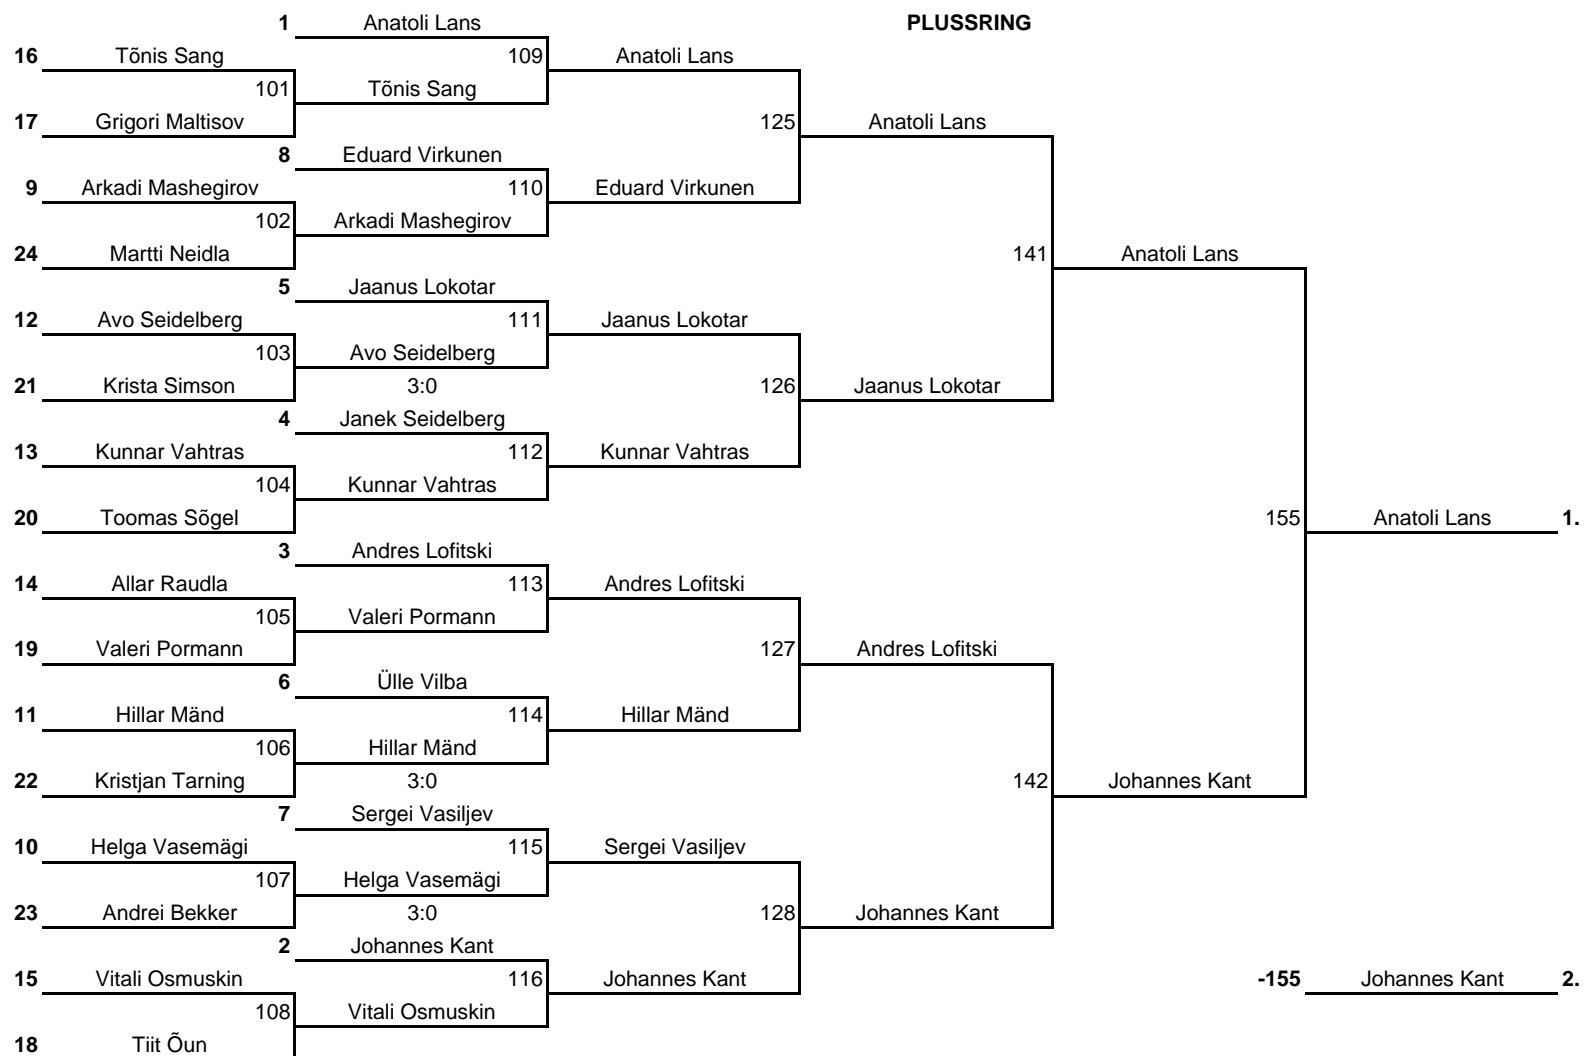 1 Anatoli Lans PLUSSRING
16 Tõnis Sang 109 Anatoli Lans
101 Tõnis Sang
17 Grigori Maltisov 125 Anatoli Lans
8 Eduard Virkunen
9 Arkadi Mashegirov 110 Eduard Virkunen
102 Arkadi Mashegirov
24 Martti Neidla 141 Anatoli Lans
5 Jaanus Lokotar
12 Avo Seidelberg 111 Jaanus Lokotar
103 Avo Seidelberg
21 Krista Simson 3:0 126 Jaanus Lokotar
4 Janek Seidelberg
13 Kunnar Vahtras 112 Kunnar Vahtras
104 Kunnar Vahtras
20 Toomas Sõgel 155 Anatoli Lans 1.
3 Andres Lofitski
14 Allar Raudla 113 Andres Lofitski
105 Valeri Pormann
19 Valeri Pormann 127 Andres Lofitski
6 Ülle Vilba
11 Hillar Mänd 114 Hillar Mänd
106 Hillar Mänd
22 Kristjan Tarning 3:0 142 Johannes Kant
7 Sergei Vasiljev
10 Helga Vasemägi 115 Sergei Vasiljev
107 Helga Vasemägi
23 Andrei Bekker 3:0 128 Johannes Kant
2 Johannes Kant
15 Vitali Osmuskin 116 Johannes Kant -155 Johannes Kant 2.
108 Vitali Osmuskin
18 Tiit Õun